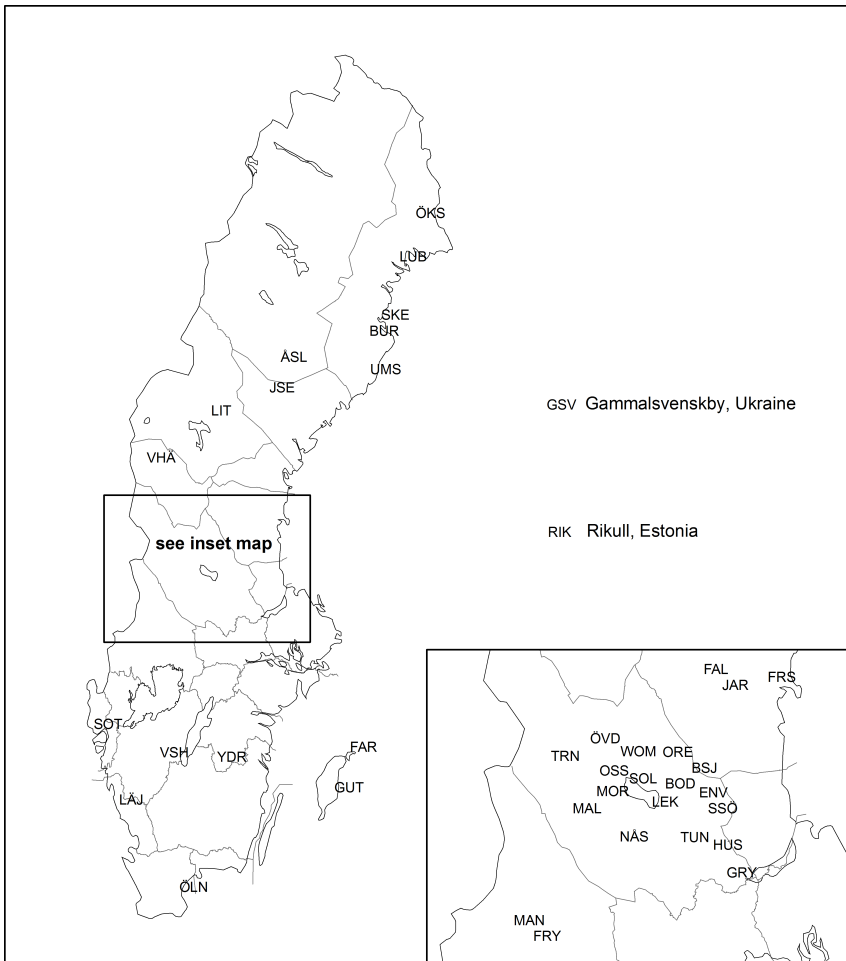 ÖKS
LUB
SKE
BUR
ÅSL
UMS
JSE
LIT
GSV Gammalsvenskby, Ukraine
VHÄ
RIK Rikull, Estonia
see inset map
SOT
VSH
YDR
FAR
GUT
LÄJ
ÖLN
FAL
JAR
FRS
ÖVD
WOM
ORE
TRN
BSJ
OSS
SOL
BOD
MOR
ENV
LEK
MAL
SSÖ
NÅS
TUN
HUS
GRY
MAN
FRY